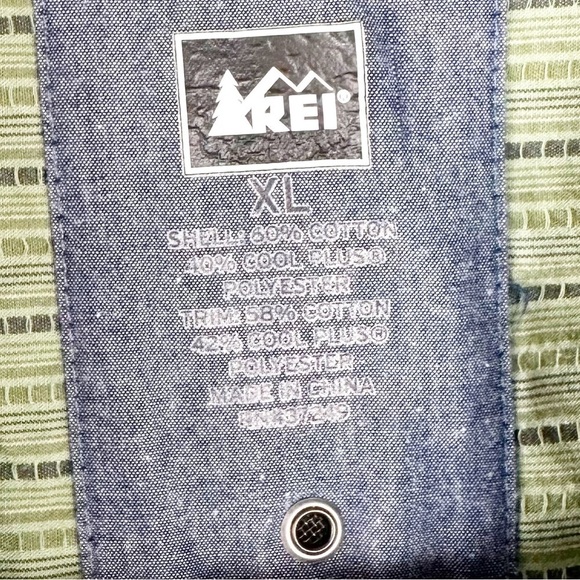 REI®
XL
SHELL: 60% COTTON
40% COOL PLUS®
POLYESTER
TRIM: 58% COTTON
42% COOL PLUS®
POLYESTER
MADE IN CHINA